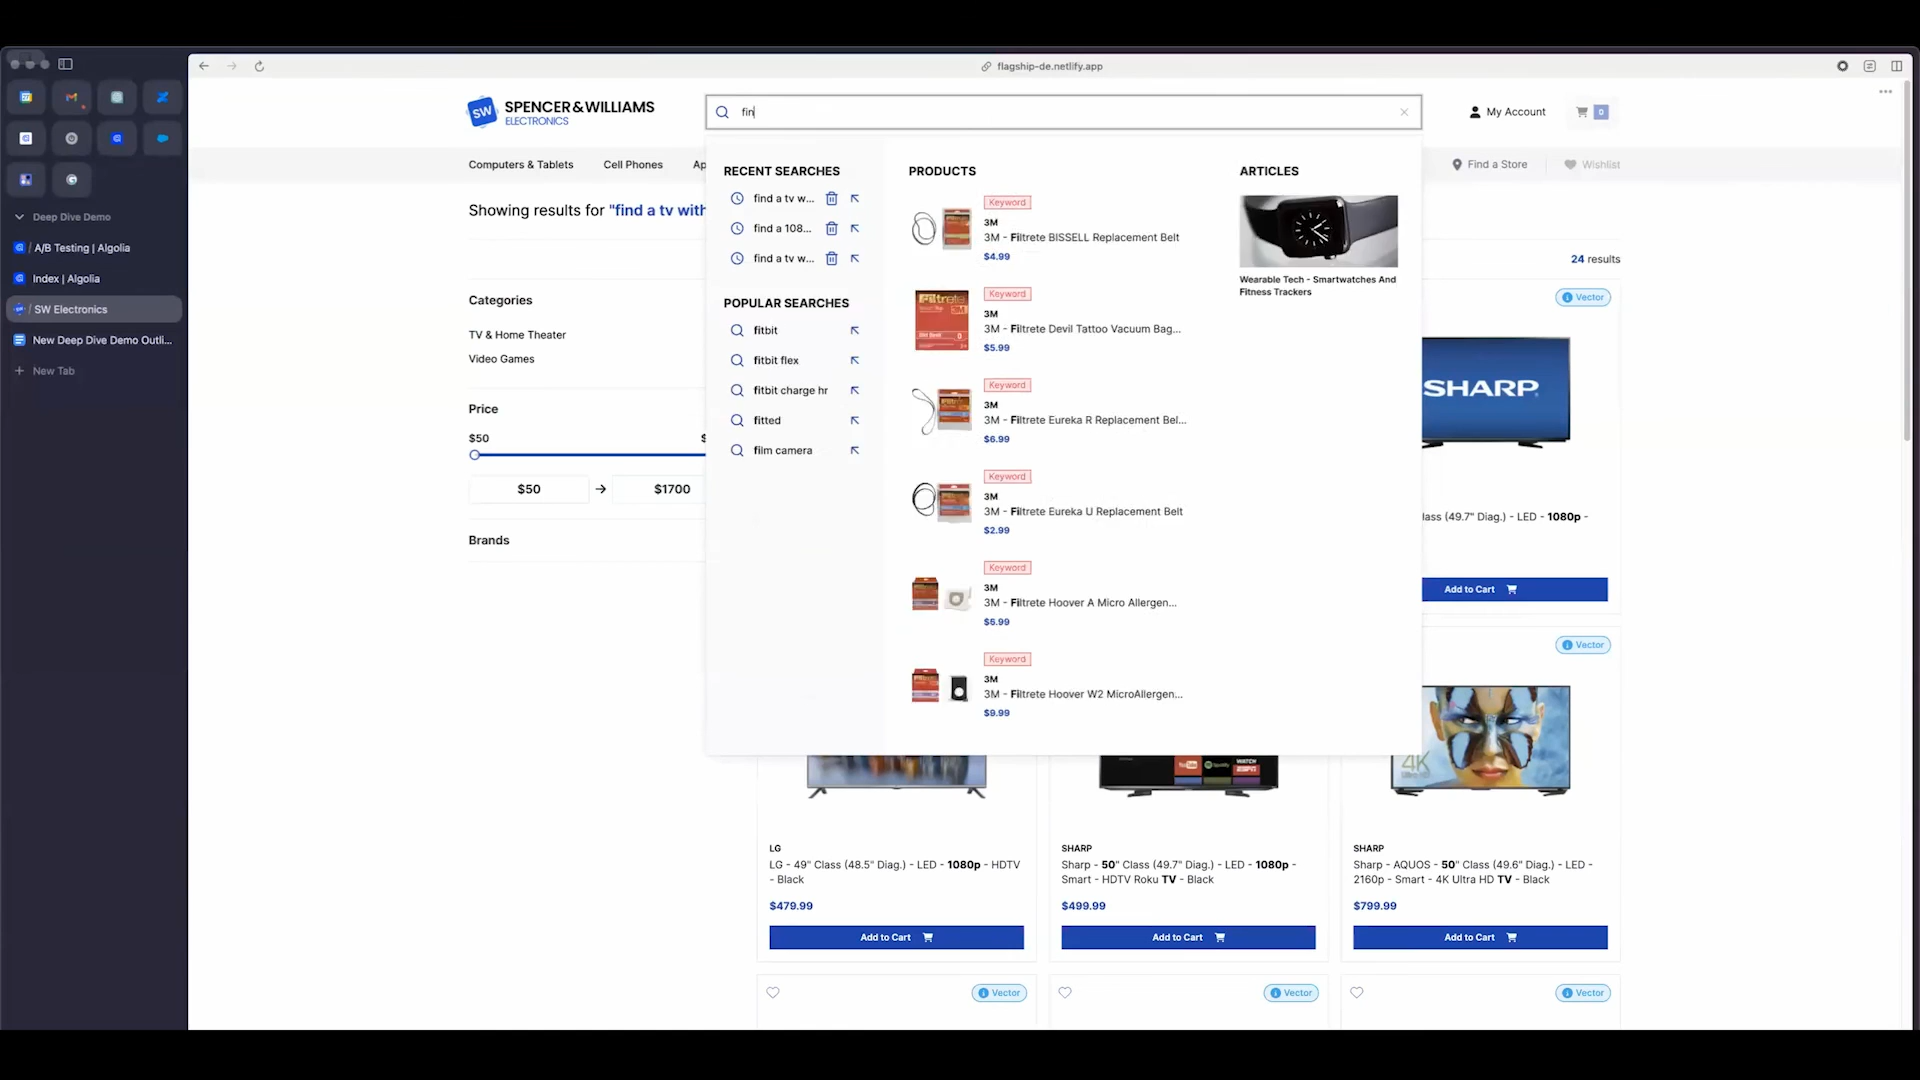 flagship-de.netlify.app
SW
SPENCER & WILLIAMS
ELECTRONICS
fin
My Account
0
Computers & Tablets
Cell Phones
Ap
Find a Store
Wishlist
Deep Dive Demo
/ A/B Testing | Algolia
Index | Algolia
/ SW Electronics
New Deep Dive Demo Outli...
New Tab
Showing results for "find a tv with
24 results
Categories
TV & Home Theater
Video Games
Price
$50
$50
$1700
Brands
RECENT SEARCHES
find a tv w...
find a 108...
find a tv w...
POPULAR SEARCHES
fitbit
fitbit flex
fitbit charge hr
fitted
film camera
PRODUCTS
Keyword
3M
3M - Filtrete BISSELL Replacement Belt
$4.99
Keyword
3M
3M - Filtrete Devil Tattoo Vacuum Bag...
$5.99
Keyword
3M
3M - Filtrete Eureka R Replacement Bel...
$6.99
Keyword
3M
3M - Filtrete Eureka U Replacement Belt
$2.99
Keyword
3M
3M - Filtrete Hoover A Micro Allergen...
$6.99
Keyword
3M
3M - Filtrete Hoover W2 MicroAllergen...
$9.99
ARTICLES
Wearable Tech - Smartwatches And
Fitness Trackers
Vector
SHARP
lass (49.7" Diag.) - LED - 1080p -
Add to Cart
Vector
4K
Ultra HD
YouTube
Spotify
WATCH
ESPN
LG
LG - 49" Class (48.5" Diag.) - LED - 1080p - HDTV
- Black
$479.99
Add to Cart
SHARP
Sharp - 50" Class (49.7" Diag.) - LED - 1080p -
Smart - HDTV Roku TV - Black
$499.99
Add to Cart
SHARP
Sharp - AQUOS - 50" Class (49.6" Diag.) - LED -
2160p - Smart - 4K Ultra HD TV - Black
$799.99
Add to Cart
Vector
Vector
Vector